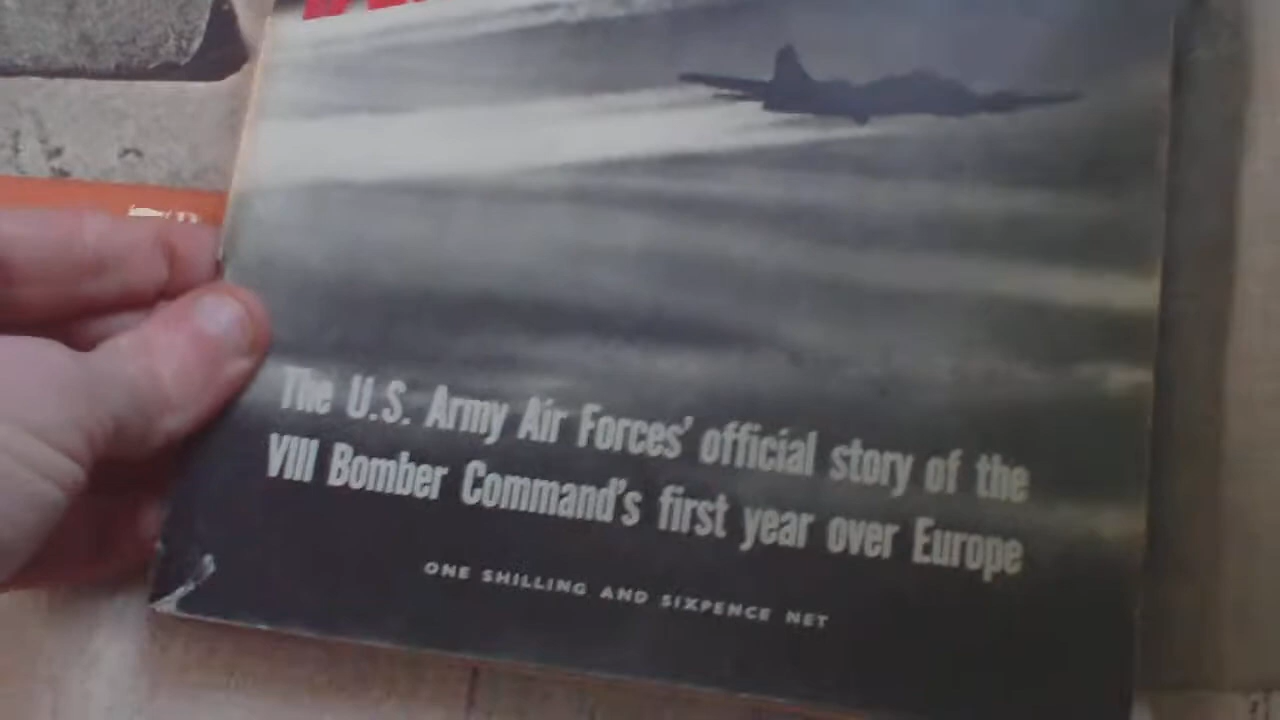 The U.S. Army Air Forces' official story of the
VIII Bomber Command's first year over Europe
ONE SHILLING AND SIXPENCE NET